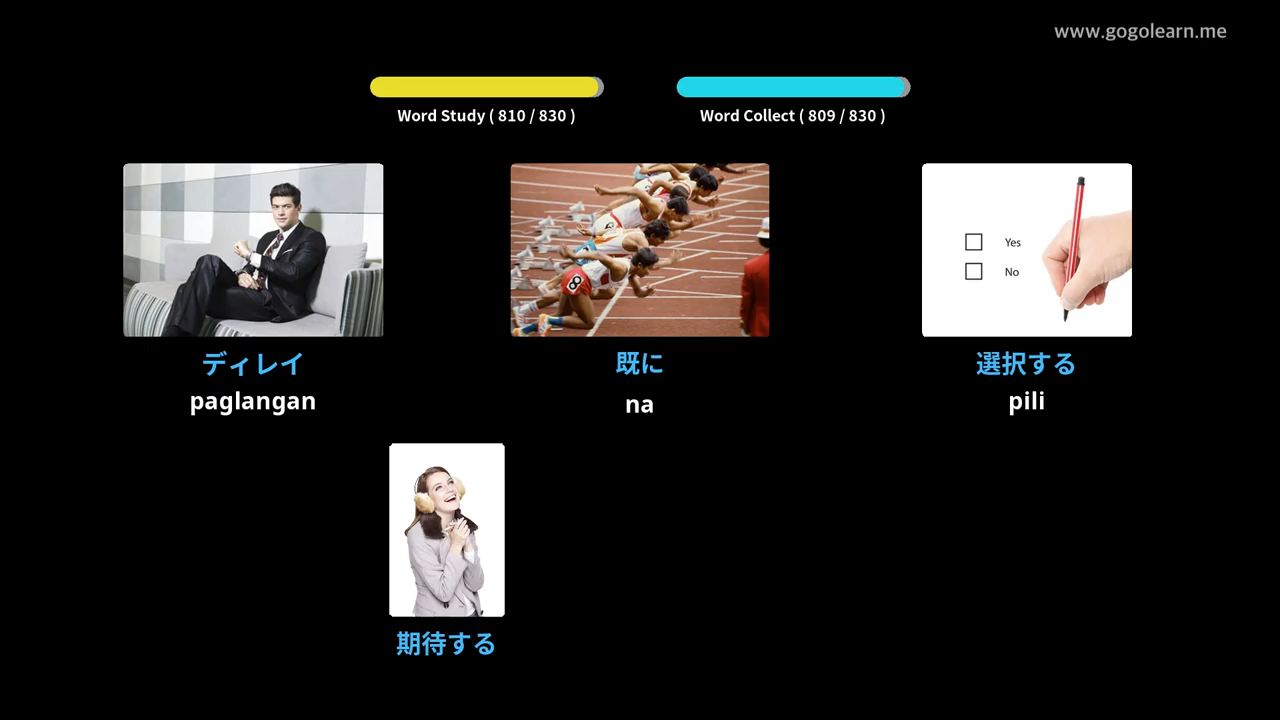 www.gogolearn.me
Word Study ( 810 / 830 )
Word Collect ( 809 / 830 )
Yes
No
8
ディレイ
paglangan
既に
na
選択する
pili
期待する